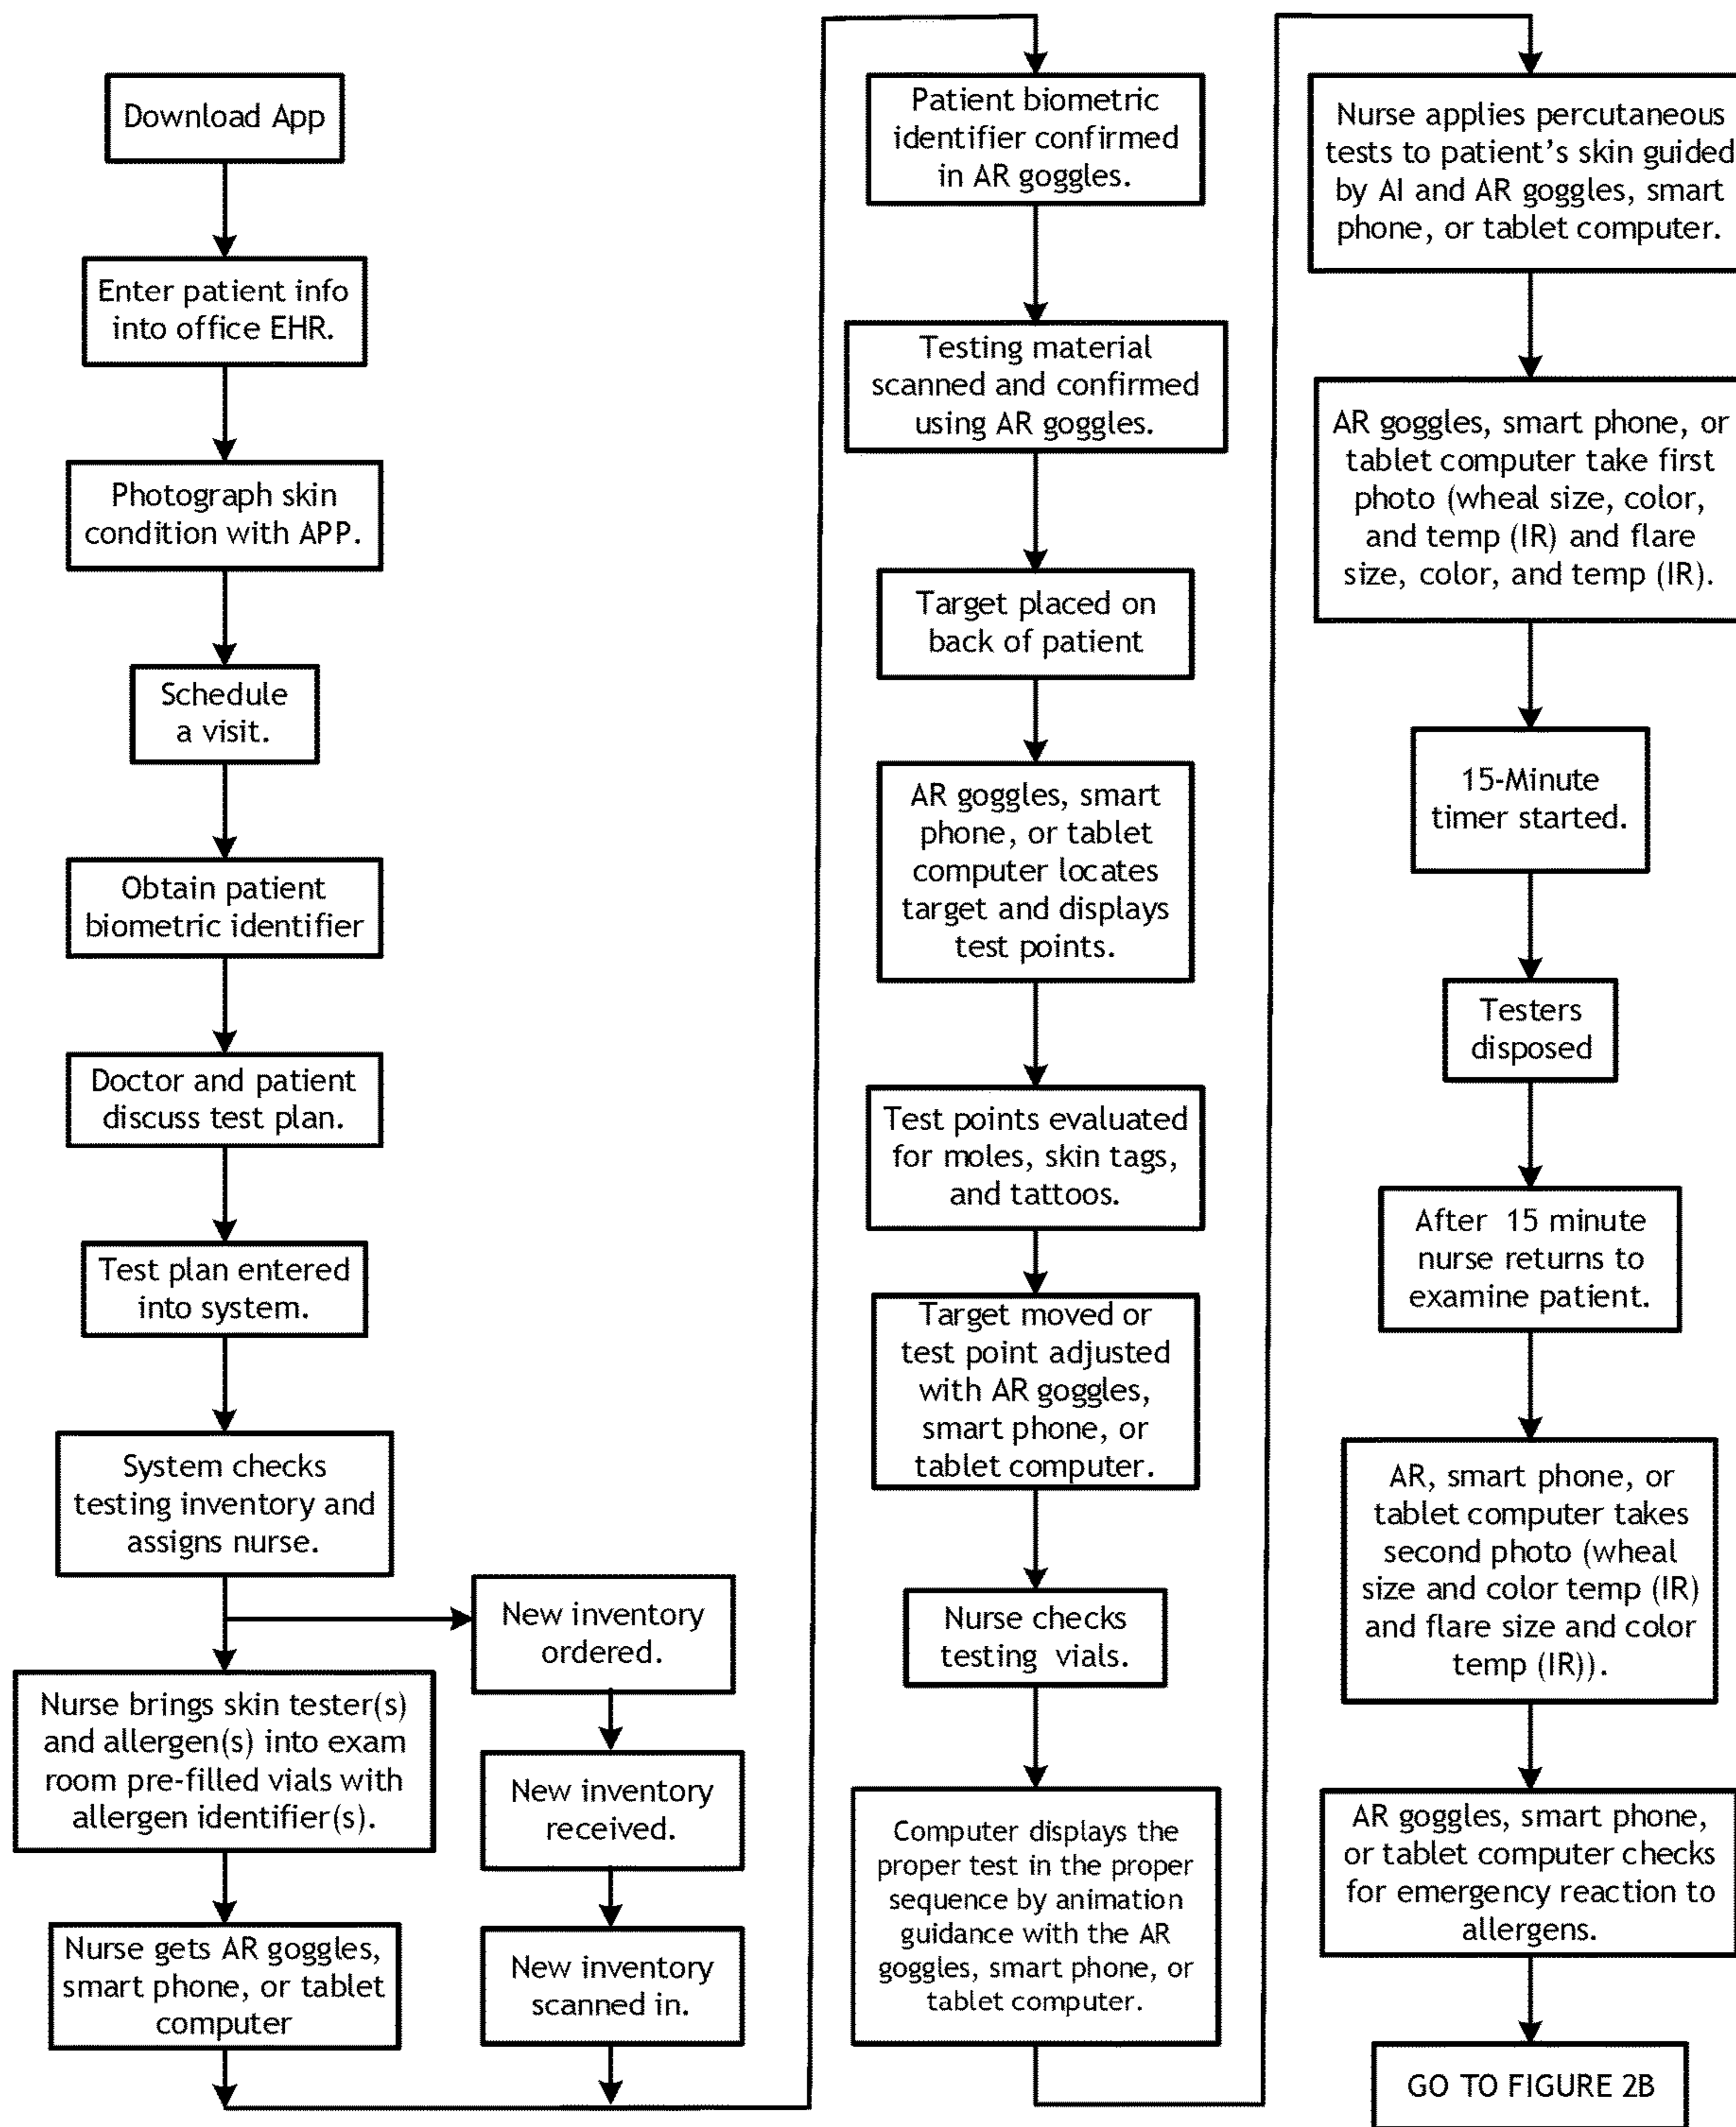 Download App
Enter patient info
into office EHR.
Photograph skin
condition with APP.
Schedule
a visit.
Obtain patient
biometric identifier
Doctor and patient
discuss test plan.
Test plan entered
into system.
System checks
testing inventory and
assigns nurse.
Nurse brings skin tester(s)
and allergen(s) into exam
room pre-filled vials with
allergen identifier(s).
Nurse gets AR goggles,
smart phone, or tablet
computer
New inventory
ordered.
New inventory
received.
New inventory
scanned in.
Patient biometric
identifier confirmed
in AR goggles.
Testing material
scanned and confirmed
using AR goggles.
Target placed on
back of patient
AR goggles, smart
phone, or tablet
computer locates
target and displays
test points.
Test points evaluated
for moles, skin tags,
and tattoos.
Target moved or
test point adjusted
with AR goggles,
smart phone, or
tablet computer.
Nurse checks
testing vials.
Computer displays the
proper test in the proper
sequence by animation
guidance with the AR
goggles, smart phone, or
tablet computer.
Nurse applies percutaneous
tests to patient's skin guided
by AI and AR goggles, smart
phone, or tablet computer.
AR goggles, smart phone, or
tablet computer take first
photo (wheal size, color,
and temp (IR) and flare
size, color, and temp (IR).
15-Minute
timer started.
Testers
disposed
After 15 minute
nurse returns to
examine patient.
AR, smart phone, or
tablet computer takes
second photo (wheal
size and color temp (IR)
and flare size and color
temp (IR)).
AR goggles, smart phone,
or tablet computer checks
for emergency reaction to
allergens.
GO TO FIGURE 2B